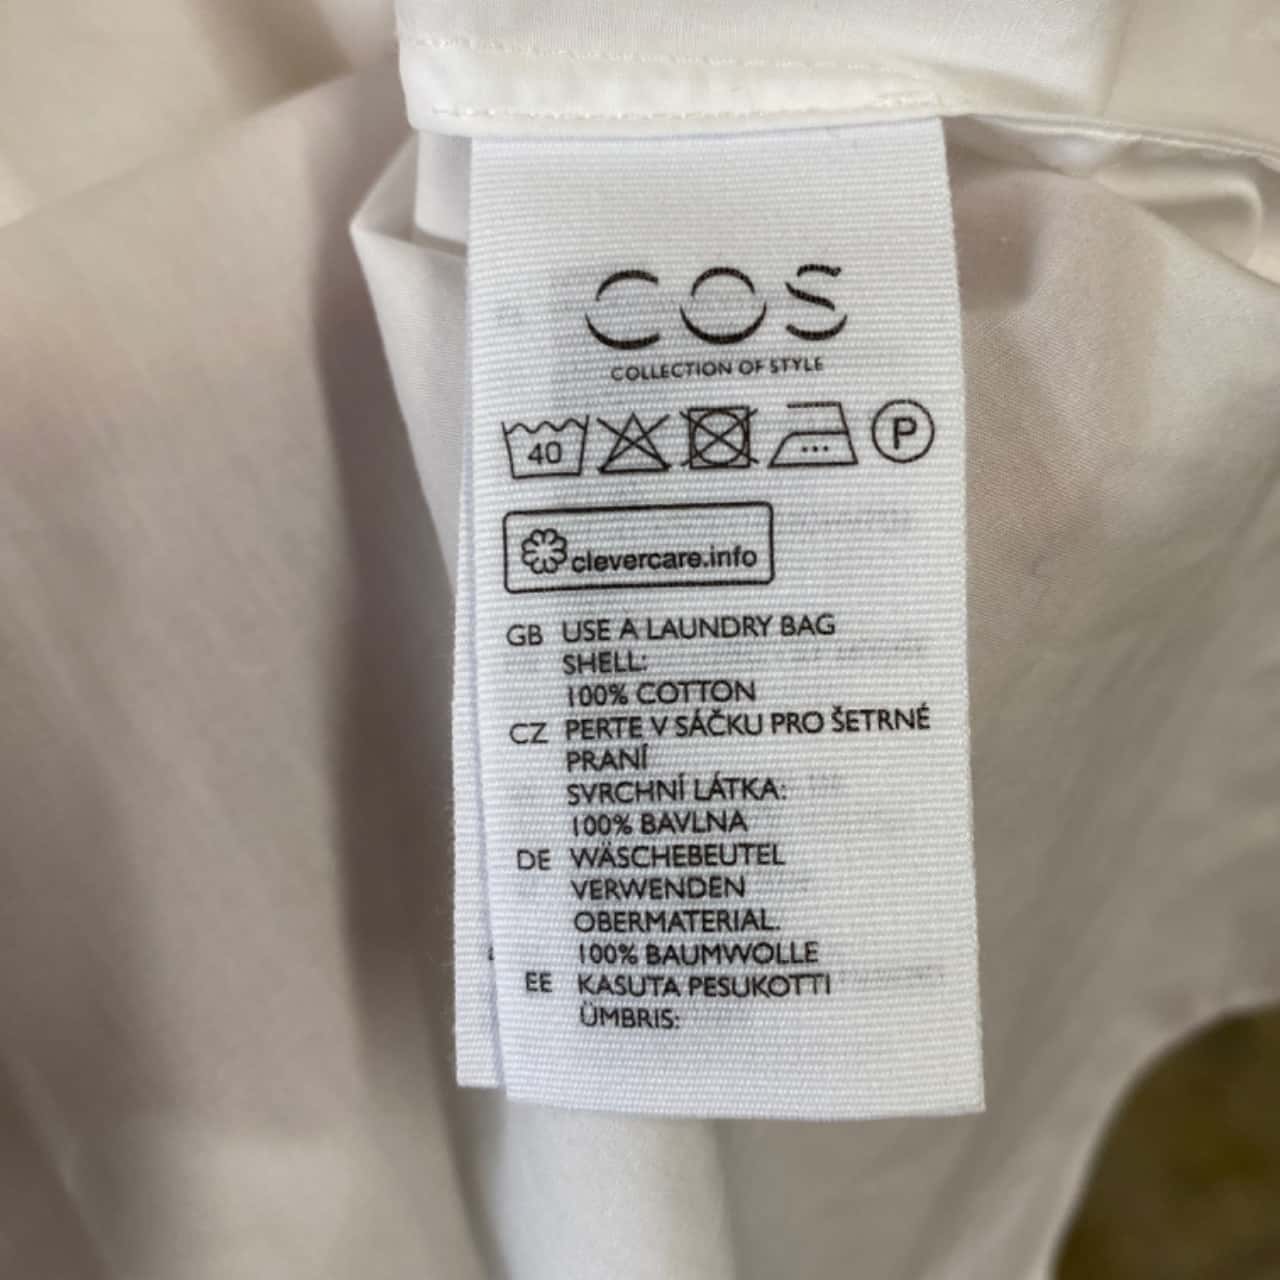 COS
COLLECTION OF STYLE
40 P
clevercare.info
GB USE A LAUNDRY BAG
SHELL:
100% COTTON
CZ PERTE V SÁČKU PRO ŠETRNÉ
PRANÍ
SVRCHNÍ LÁTKA:
100% BAVLNA
DE WÄSCHEBEUTEL
VERWENDEN
OBERMATERIAL:
100% BAUMWOLLE
EE KASUTA PESUKOTTI
ÜMBRIS: